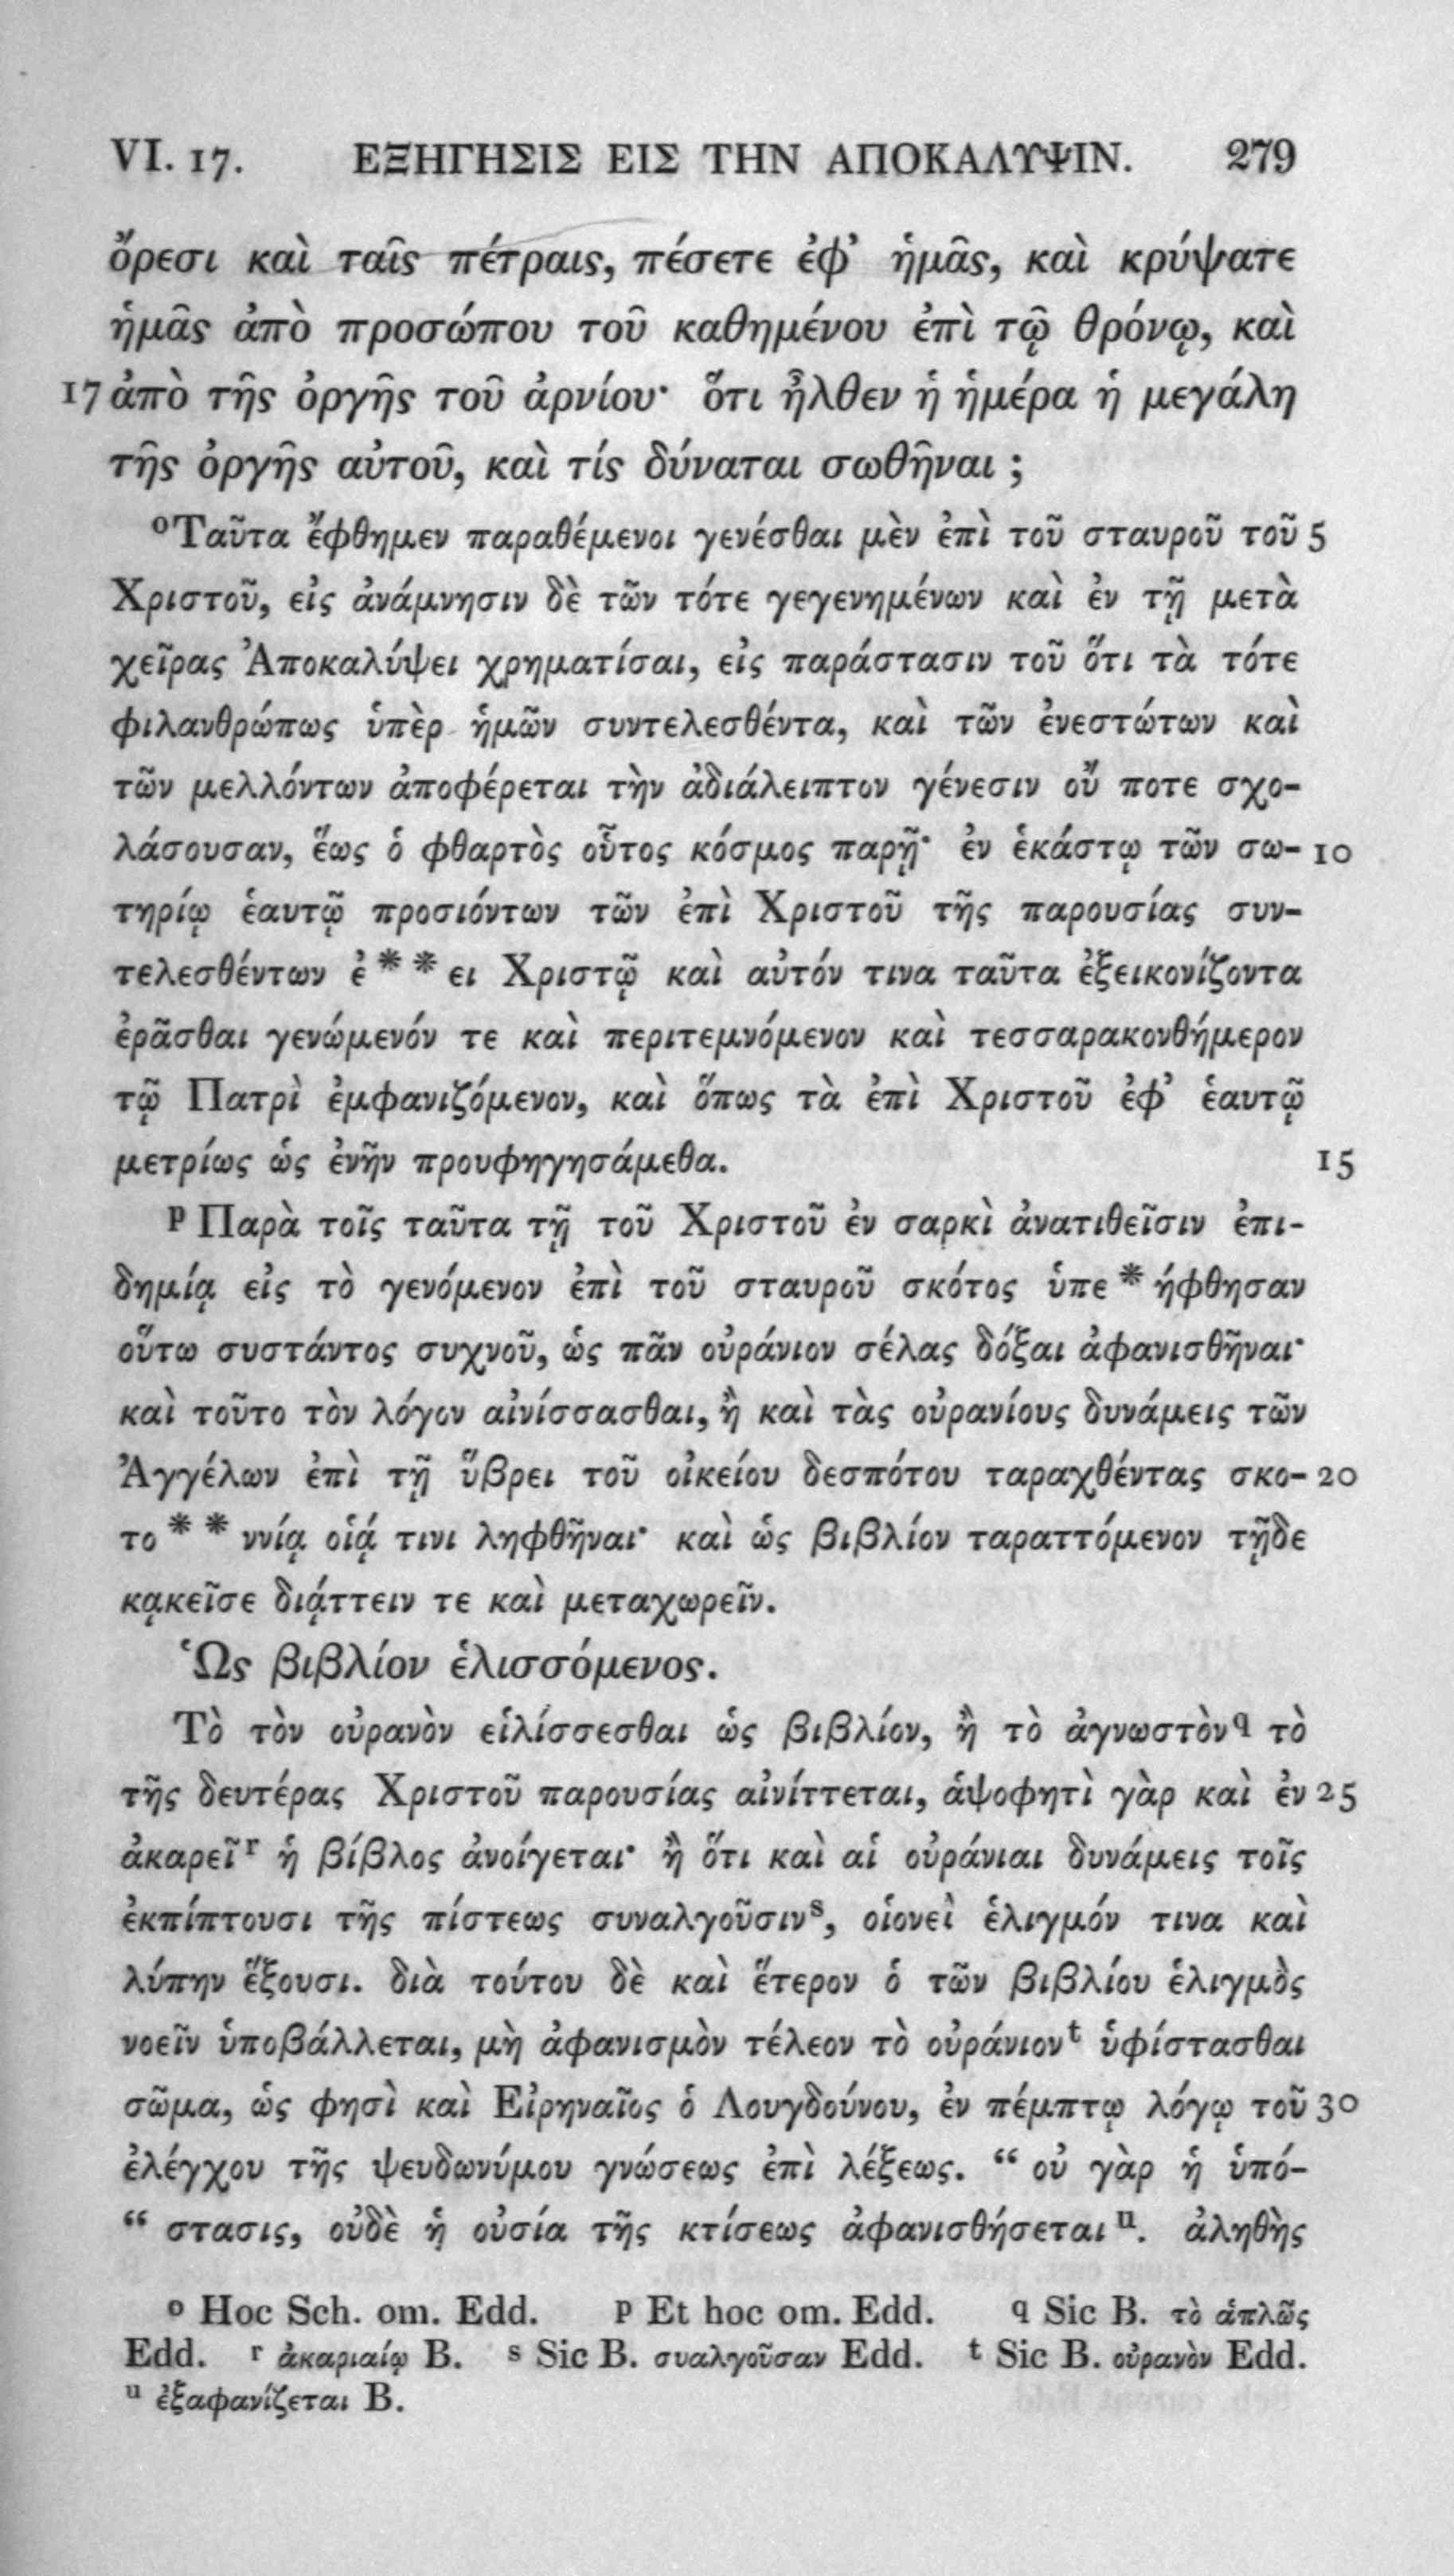 VI. 17. ΕΞΗΓΗΣΙΣ ΕΙΣ ΤΗΝ ΑΠΟΚΑΛΥΨΙΝ. 279
ὄρεσι καὶ ταῖς πέτραις, πέσετε ἐφ’ ἡμᾶς, καὶ κρύψατε
ἡμᾶς ἀπὸ προσώπου τοῦ καθημένου ἐπὶ τῷ θρόνῳ, καὶ
17 ἀπὸ τῆς ὀργῆς τοῦ ἀρνίου· ὅτι ἦλθεν ἡ ἡμέρα ἡ μεγάλη
τῆς ὀργῆς αὐτοῦ, καὶ τίς δύναται σωθῆναι ;
ᵒ Ταῦτα ἔφθημεν παραθέμενοι γενέσθαι μὲν ἐπὶ τοῦ σταυροῦ τοῦ 5
Χριστοῦ, εἰς ἀνάμνησιν δὲ τῶν τότε γεγενημένων καὶ ἐν τῇ μετὰ
χεῖρας Ἀποκαλύψει χρηματίσαι, εἰς παράστασιν τοῦ ὅτι τὰ τότε
φιλανθρώπως ὑπὲρ ἡμῶν συντελεσθέντα, καὶ τῶν ἐνεστώτων καὶ
τῶν μελλόντων ἀποφέρεται τὴν ἀδιάλειπτον γένεσιν οὔ ποτε σχο-
λάσουσαν, ἕως ὁ φθαρτὸς οὗτος κόσμος παρῇ· ἐν ἑκάστῳ τῶν σω- 10
τηρίῳ ἑαυτῷ προσιόντων τῶν ἐπὶ Χριστοῦ τῆς παρουσίας συν-
τελεσθέντων ἐ * * ει Χριστῷ καὶ αὐτόν τινα ταῦτα ἐξεικονίζοντα
ἐρᾶσθαι γενώμενόν τε καὶ περιτεμνόμενον καὶ τεσσαρακονθήμερον
τῷ Πατρὶ ἐμφανιζόμενον, καὶ ὅπως τὰ ἐπὶ Χριστοῦ ἐφ’ ἑαυτῷ
μετρίως ὡς ἐνῆν προυφηγησάμεθα. 15
ᵖ Παρὰ τοῖς ταῦτα τῇ τοῦ Χριστοῦ ἐν σαρκὶ ἀνατιθεῖσιν ἐπι-
δημίᾳ εἰς τὸ γενόμενον ἐπὶ τοῦ σταυροῦ σκότος ὑπε * ήφθησαν
οὕτω συστάντος συχνοῦ, ὡς πᾶν οὐράνιον σέλας δόξαι ἀφανισθῆναι·
καὶ τοῦτο τὸν λόγον αἰνίσσασθαι, ἢ καὶ τὰς οὐρανίους δυνάμεις τῶν
Ἀγγέλων ἐπὶ τῇ ὕβρει τοῦ οἰκείου δεσπότου ταραχθέντας σκο- 20
το * * ννίᾳ οἱᾴ τινι ληφθῆναι· καὶ ὡς βιβλίον ταραττόμενον τῇδε
κᾳκεῖσε διᾴττειν τε καὶ μεταχωρεῖν.
Ὡς βιβλίον ἑλισσόμενος.
Τὸ τὸν οὐρανὸν εἱλίσσεσθαι ὡς βιβλίον, ἢ τὸ ἀγνωστὸν q τὸ
τῆς δευτέρας Χριστοῦ παρουσίας αἰνίττεται, ἀψοφητὶ γὰρ καὶ ἐν 25
ἀκαρεῖ ʳ ἡ βίβλος ἀνοίγεται· ἢ ὅτι καὶ αἱ οὐράνιαι δυνάμεις τοῖς
ἐκπίπτουσι τῆς πίστεως συναλγοῦσιν ˢ, οἱονεὶ ἑλιγμόν τινα καὶ
λύπην ἕξουσι. διὰ τούτου δὲ καὶ ἕτερον ὁ τῶν βιβλίου ἑλιγμὸς
νοεῖν ὑποβάλλεται, μὴ ἀφανισμὸν τέλεον τὸ οὐράνιον ᵗ ὑφίστασθαι
σῶμα, ὡς φησὶ καὶ Εἰρηναῖος ὁ Λουγδούνου, ἐν πέμπτῳ λόγῳ τοῦ 30
ἐλέγχου τῆς ψευδωνύμου γνώσεως ἐπὶ λέξεως. “ οὐ γὰρ ἡ ὑπό-
“ στασις, οὐδὲ ἡ οὐσία τῆς κτίσεως ἀφανισθήσεται ᵘ. ἀληθὴς
ᵒ Hoc Sch. om. Edd. ᵖ Et hoc om. Edd. q Sic B. τὸ ἁπλῶς
Edd. ʳ ἀκαριαίῳ B. ˢ Sic B. συαλγοῦσαν Edd. ᵗ Sic B. οὐρανὸν Edd.
ᵘ ἐξαφανίζεται B.